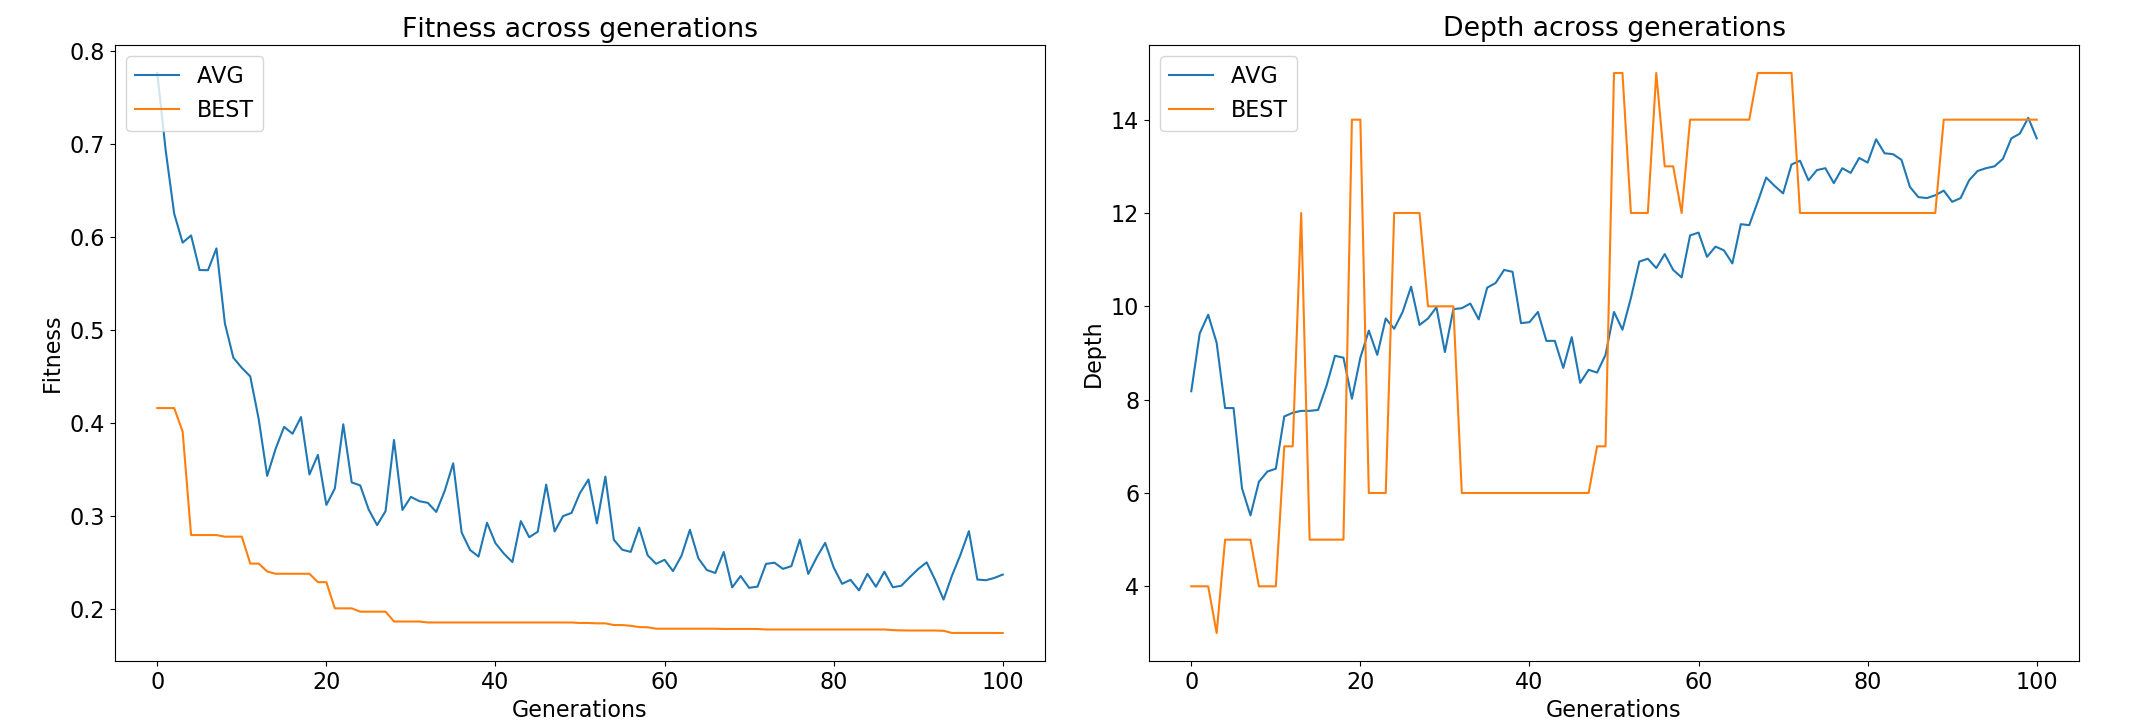 Fitness across generations
AVG
BEST
0.8
0.7
0.6
0.5
0.4
0.3
0.2
Fitness
0 20 40 60 80 100
Generations
Depth across generations
AVG
BEST
14
12
10
8
6
4
Depth
0 20 40 60 80 100
Generations